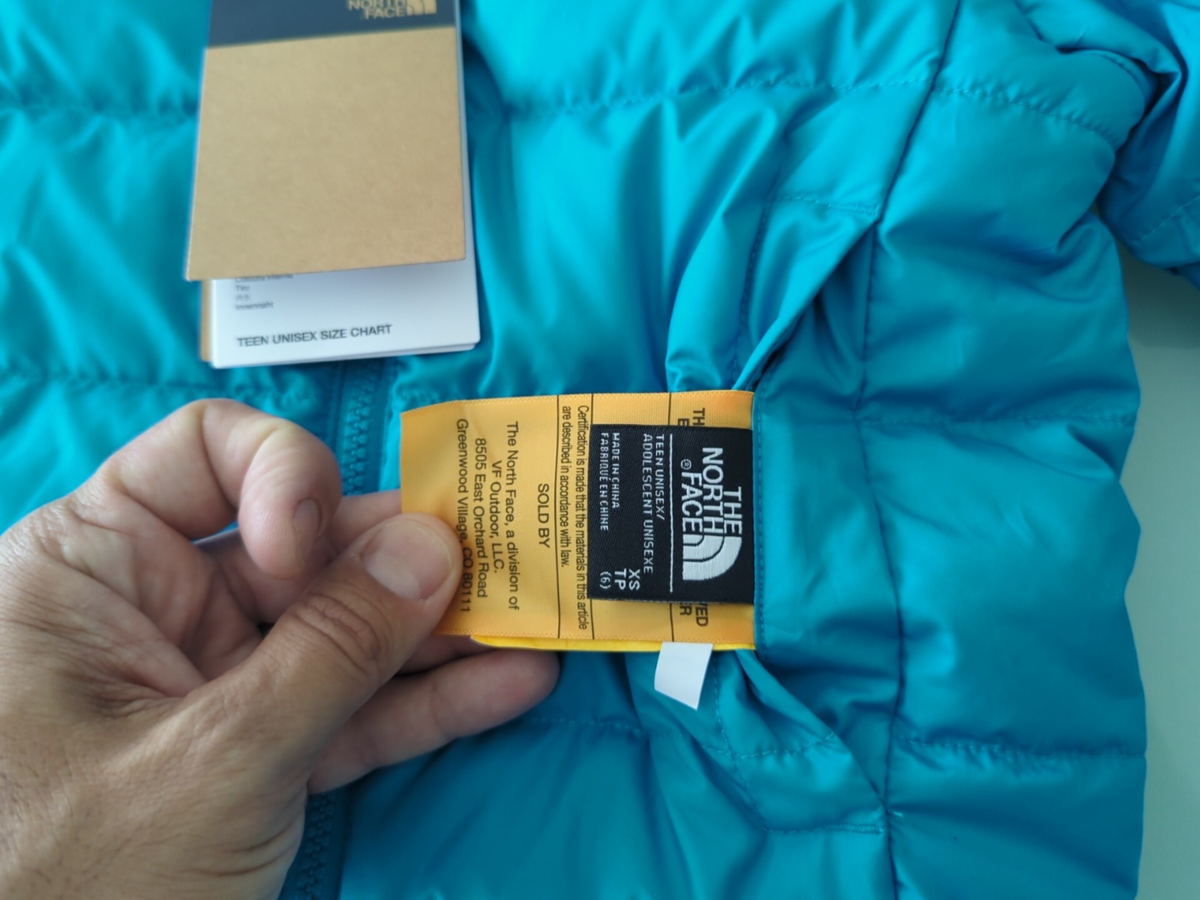 NORTH
FACE
TEEN UNISEX SIZE CHART
THE
NORTH
FACE
®
TEEN UNISEX/
ADOLESCENT UNISEXE
XS
TP
(6)
MADE IN CHINA
FABRIQUÉ EN CHINE
Certification is made that the materials in this article
are described in accordance with law.
SOLD BY
The North Face, a division of
VF Outdoor, LLC.
8505 East Orchard Road
Greenwood Village, CO 80111